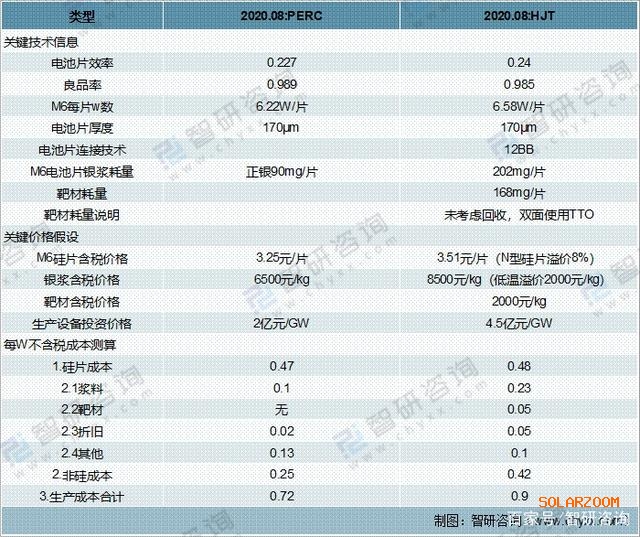 类型 2020.08:PERC 2020.08:HJT
关键技术信息
电池片效率 0.227 0.24
良品率 0.989 0.985
M6每片w数 6.22W/片 6.58W/片
电池片厚度 170μm 170μm
电池片连接技术 12BB
M6电池片银浆耗量 正银90mg/片 202mg/片
靶材耗量 168mg/片
靶材耗量说明 未考虑回收，双面使用TTO
关键价格假设
M6硅片含税价格 3.25元/片 3.51元/片（N型硅片溢价8%）
银浆含税价格 6500元/kg 8500元/kg（低温溢价2000元/kg)
靶材含税价格 2000元/kg
生产设备投资价格 2亿元/GW 4.5亿元/GW
每W不含税成本测算
1.硅片成本 0.47 0.48
2.1浆料 0.1 0.23
2.2靶材 无 0.05
2.3折旧 0.02 0.05
2.4其他 0.13 0.1
2.非硅成本 0.25 0.42
3.生产成本合计 0.72 0.9
SOLARZOOM
制图：智研咨询
百家号/智研咨询
智研咨询
www.chyxx.com